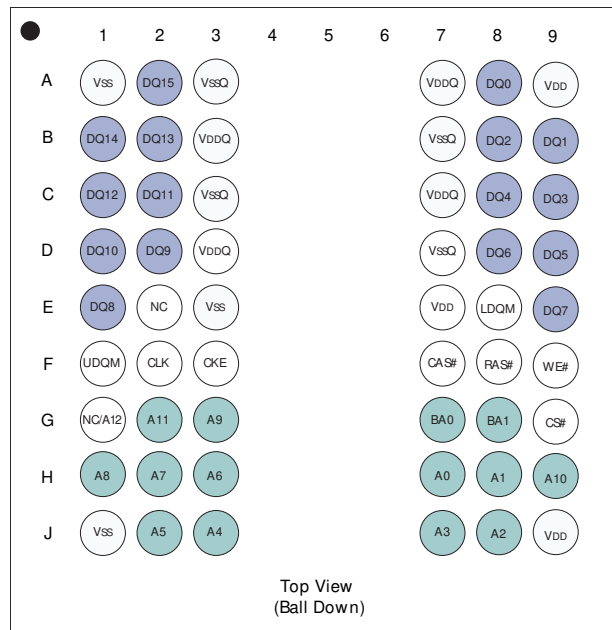 1 2 3 4 5 6 7 8 9
A VSS DQ15 VSSQ VDDQ DQ0 VDD
B DQ14 DQ13 VDDQ VSSQ DQ2 DQ1
C DQ12 DQ11 VSSQ VDDQ DQ4 DQ3
D DQ10 DQ9 VDDQ VSSQ DQ6 DQ5
E DQ8 NC VSS VDD LDQM DQ7
F UDQM CLK CKE CAS# RAS# WE#
G NC/A12 A11 A9 BA0 BA1 CS#
H A8 A7 A6 A0 A1 A10
J VSS A5 A4 A3 A2 VDD
Top View
(Ball Down)